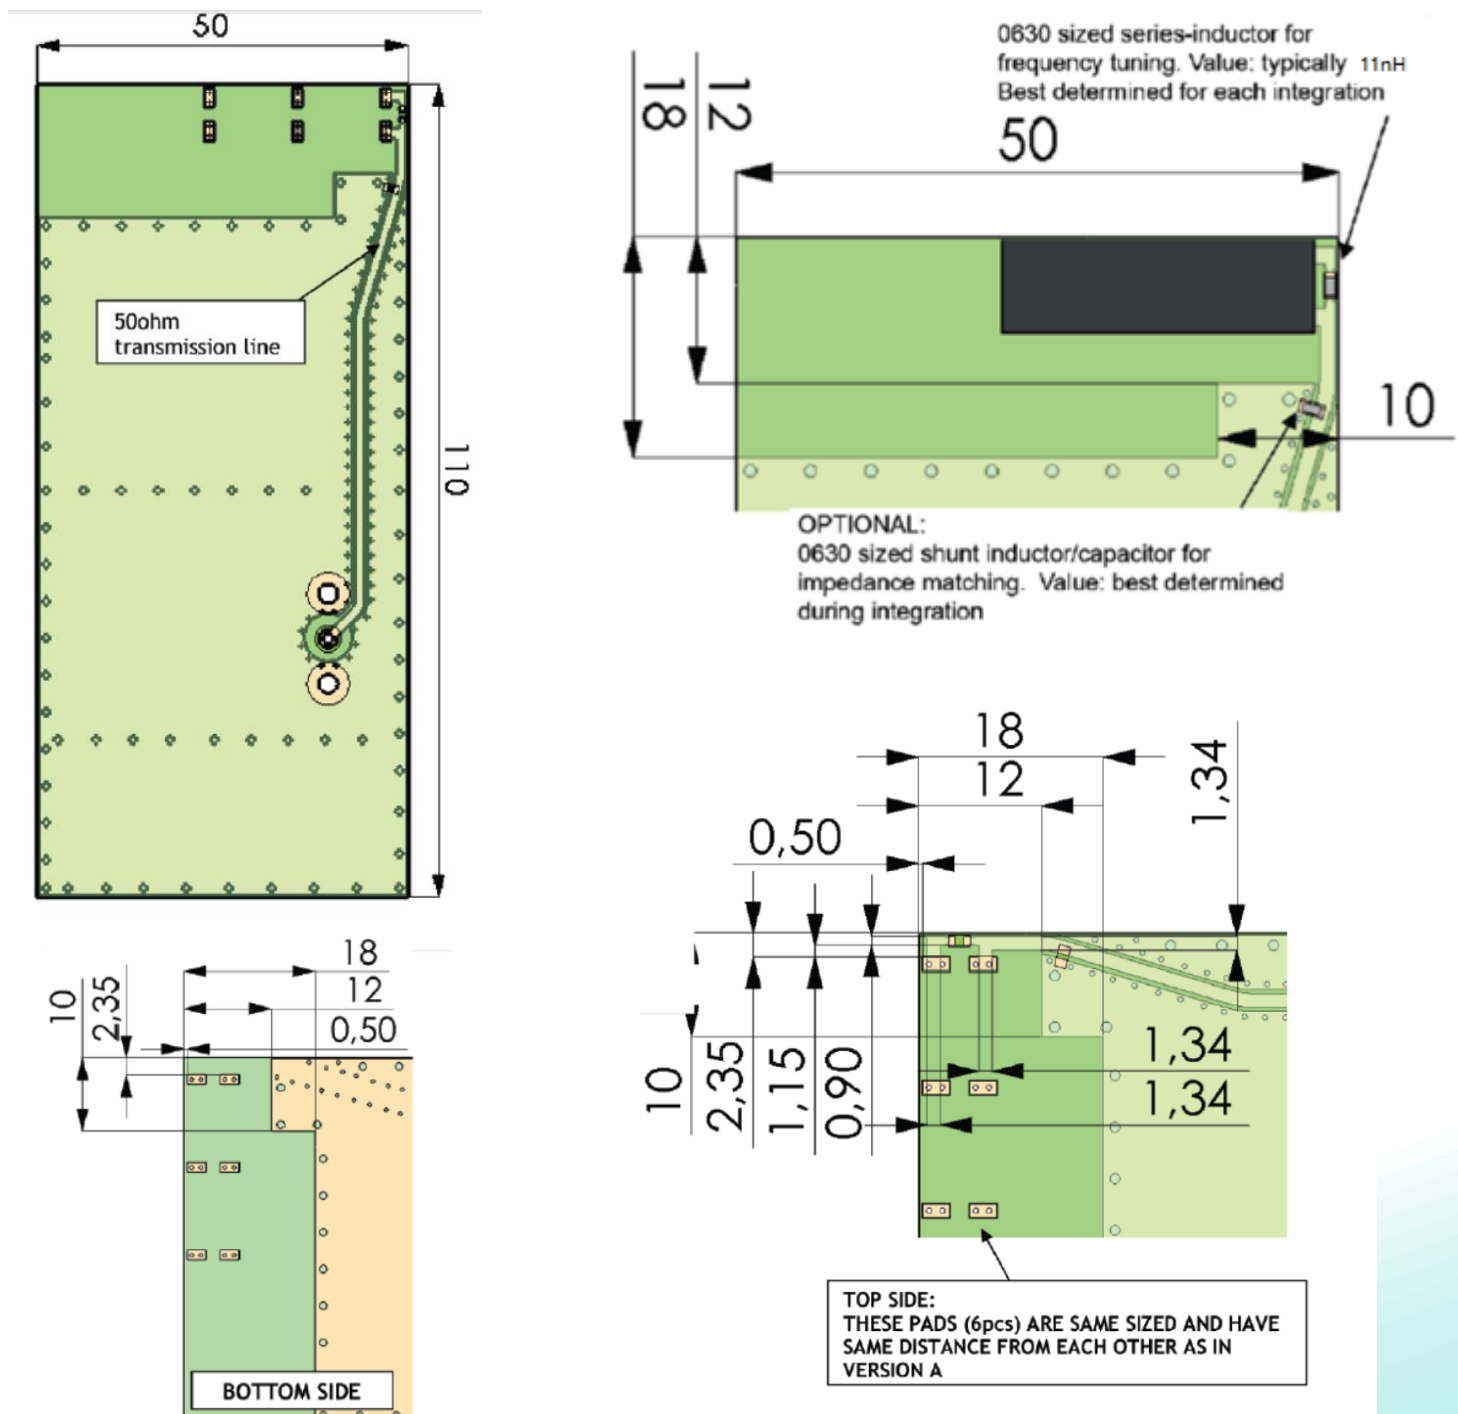 50
50ohm
transmission line
110
0630 sized series-inductor for
frequency tuning. Value: typically 11nH
Best determined for each integration
18
12
50
10
OPTIONAL:
0630 sized shunt inductor/capacitor for
impedance matching. Value: best determined
during integration
18
12
0,50
10
2,35
BOTTOM SIDE
18
12
0,50
1,34
10
2,35
1,15
0,90
1,34
1,34
TOP SIDE:
THESE PADS (6pcs) ARE SAME SIZED AND HAVE
SAME DISTANCE FROM EACH OTHER AS IN
VERSION A